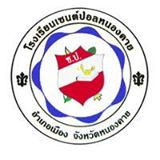 โรงเรียนเซนต์ปอลหนองคาย
ซ.ป.
อำเภอเมือง จังหวัดหนองคาย